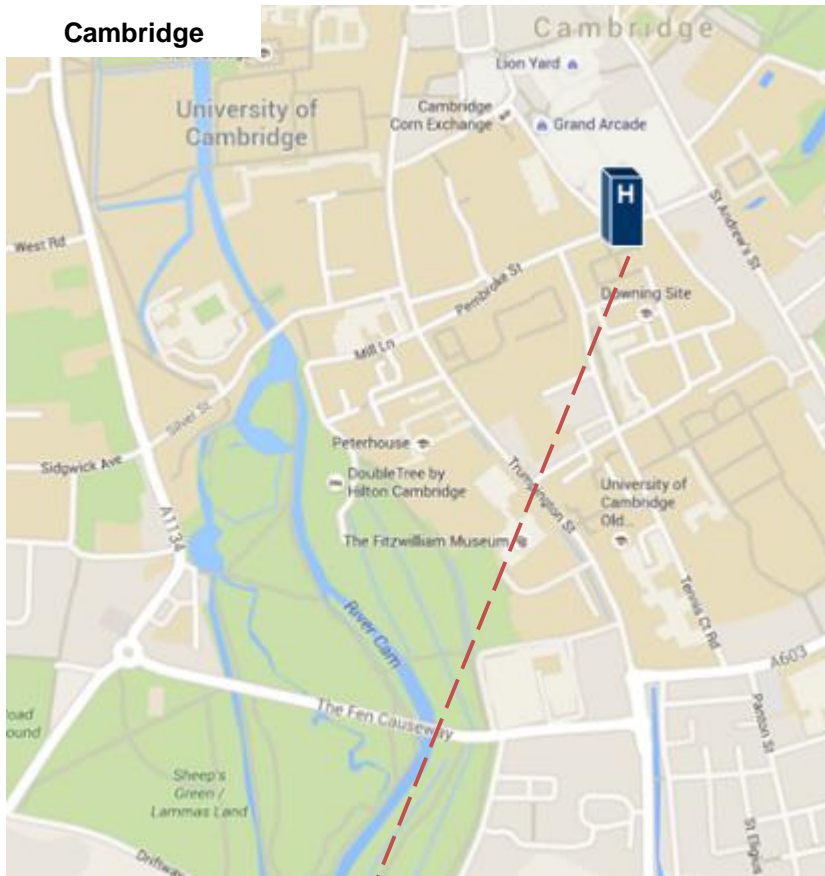 Cambridge
Cambridge
Lion Yard
University of
Cambridge
Cambridge
Corn Exchange
Grand Arcade
H
St Andrew's St
West Rd
Pembroke St
Downing Site
Mill Ln
Silver St
Peterhouse
Sidgwick Ave
DoubleTree by
Hilton Cambridge
Trumpington St
University of
Cambridge
Old...
A1134
The Fitzwilliam Museum
Tennis Ct Rd
River Cam
A603
The Fen Causeway
Panton St
Road
ound
Sheep's
Green /
Lammas Land
St Eligius
Driftway